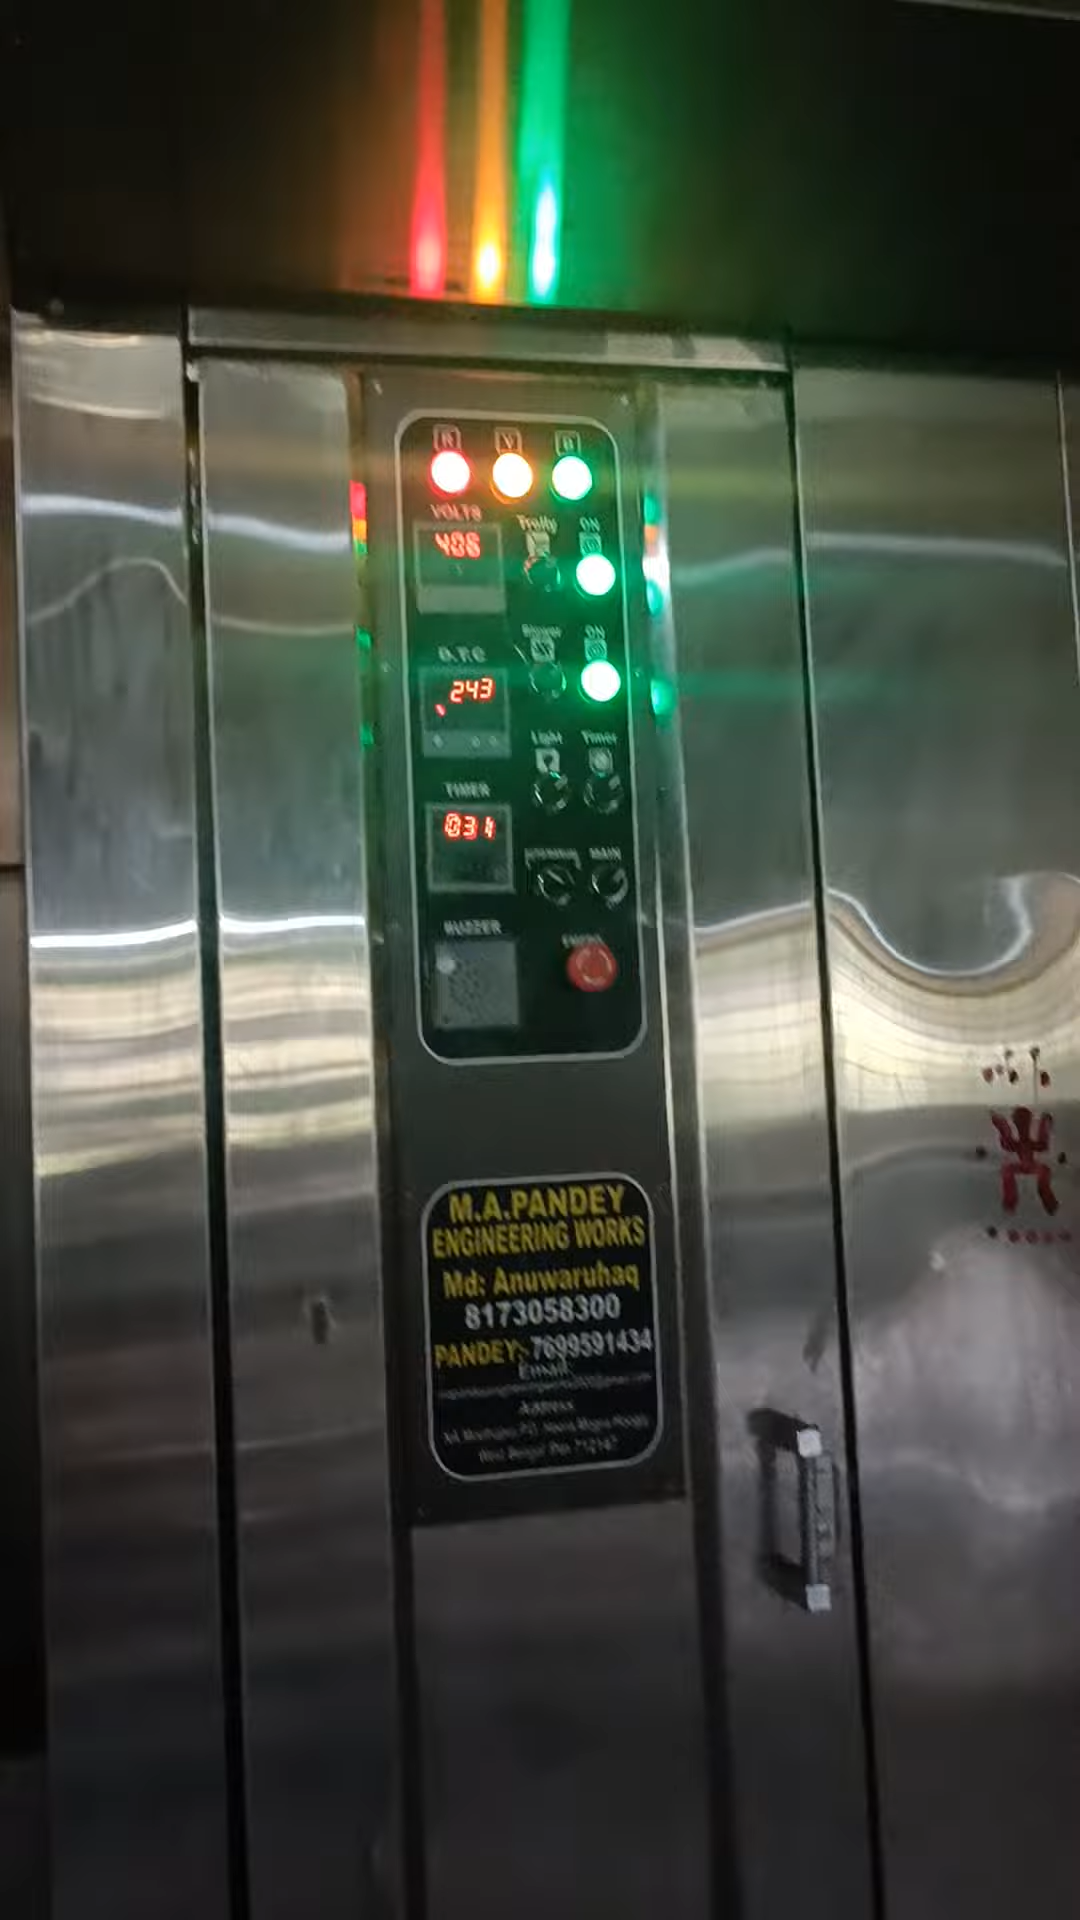 R Y B
VOLTS
406
Trolly ON
D.T.C
243
Blower ON
Light Timer
TIMER
031
MAIN
BUZZER
M.A.PANDEY
ENGINEERING WORKS
Md: Anuwaruhaq
8173058300
PANDEY:-7699591434
Email:
Address